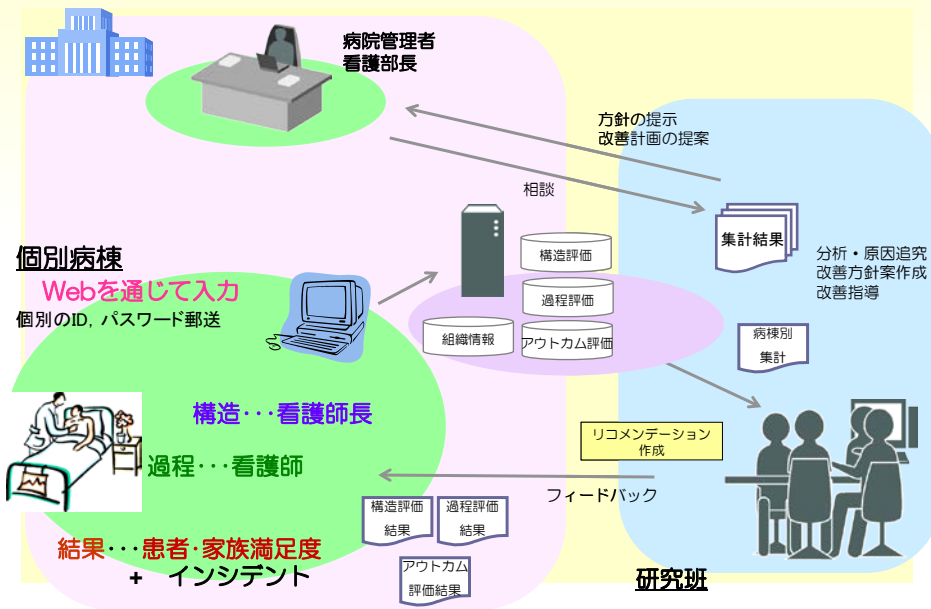 病院管理者
看護部長
方針の提示
改善計画の提案
相談
集計結果
分析・原因追究
改善方針案作成
改善指導
個別病棟
Webを通じて入力
個別のID, パスワード郵送
構造評価
過程評価
組織情報
アウトカム評価
病棟別
集計
構造・・・看護師長
過程・・・看護師
リコメンデーション
作成
フィードバック
構造評価
結果
過程評価
結果
結果・・・患者・家族満足度
+ インシデント
アウトカム
評価結果
研究班